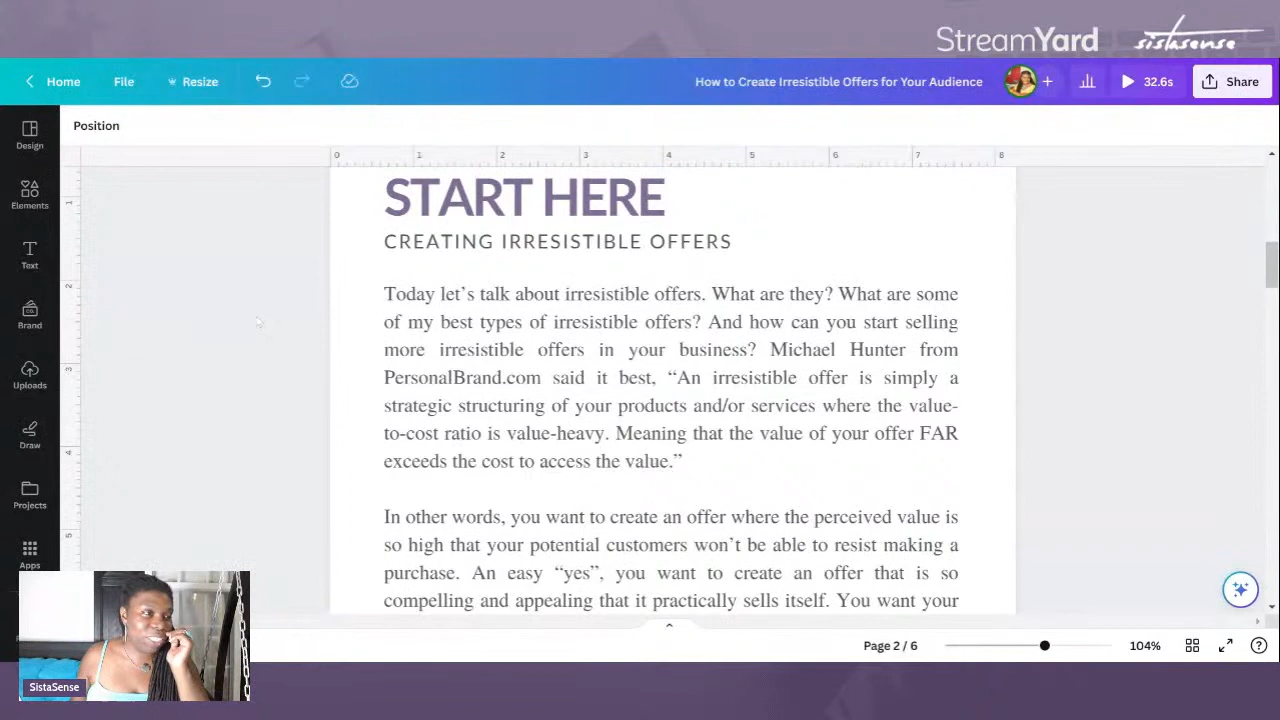 StreamYard sistasense
Home File Resize How to Create Irresistible Offers for Your Audience + 32.6s Share
Position
Design
Elements
Text
Brand
Uploads
Draw
Projects
Apps
0 1 2 3 4 5 6 7 8
1
2
3
4
5
START HERE
CREATING IRRESISTIBLE OFFERS
Today let’s talk about irresistible offers. What are they? What are some
of my best types of irresistible offers? And how can you start selling
more irresistible offers in your business? Michael Hunter from
PersonalBrand.com said it best, “An irresistible offer is simply a
strategic structuring of your products and/or services where the value-
to-cost ratio is value-heavy. Meaning that the value of your offer FAR
exceeds the cost to access the value.”
In other words, you want to create an offer where the perceived value is
so high that your potential customers won’t be able to resist making a
purchase. An easy “yes”, you want to create an offer that is so
compelling and appealing that it practically sells itself. You want your
Page 2 / 6 104%
SistaSense